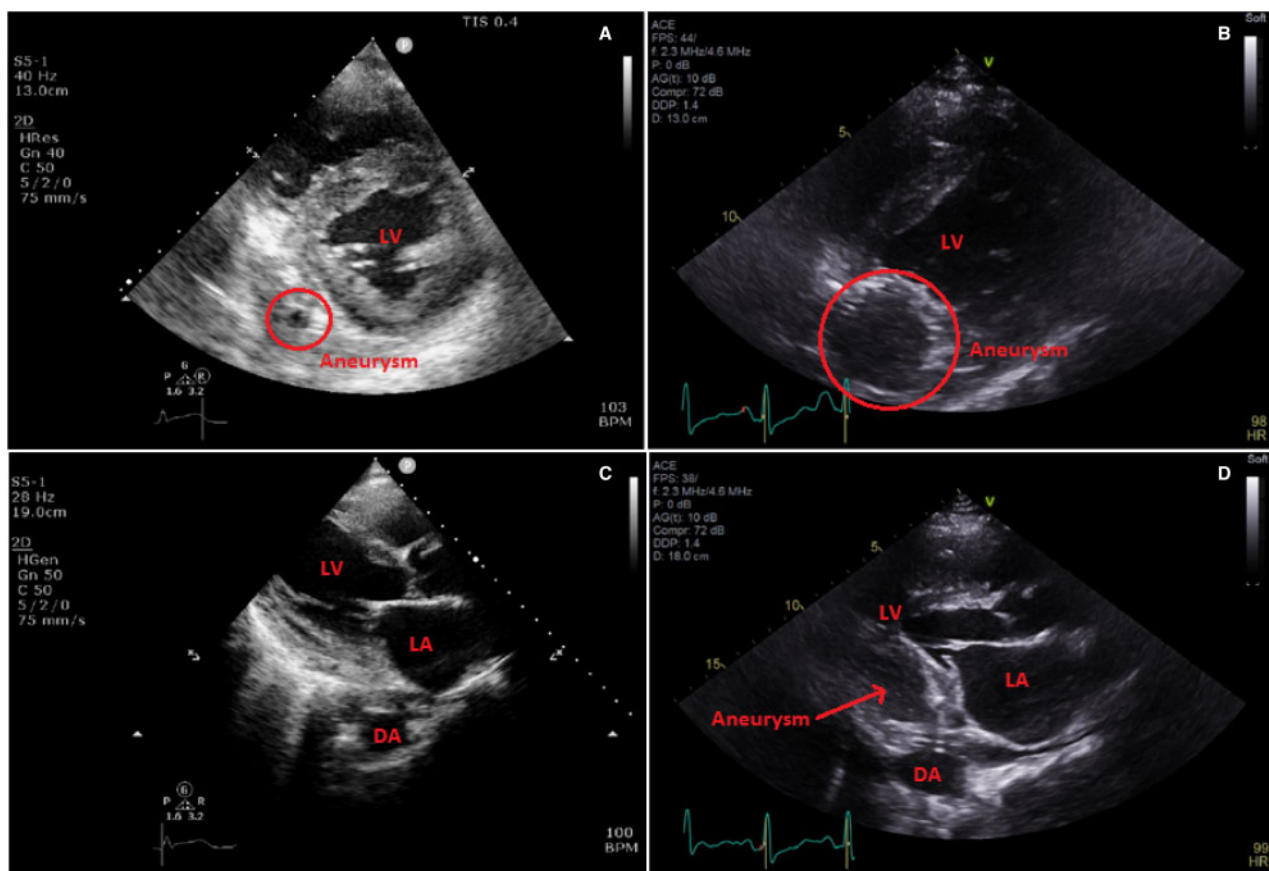 TIS 0.4
A
P
S5-1
40 Hz
13.0cm
2D
HRes
Gn 40
C 50
5 / 2 / 0
75 mm/s
x
LV
Aneurysm
G
P R
1.6 3.2
103
BPM
ACE
FPS: 44/
f: 2.3 MHz/4.6 MHz
P: 0 dB
AG(t): 10 dB
Compr: 72 dB
DDP: 1.4
D: 13.0 cm
Soft
B
V
5
10
LV
Aneurysm
98
HR
C
P
S5-1
28 Hz
19.0cm
2D
HGen
Gn 50
C 50
5 / 2 / 0
75 mm/s
LV
LA
x
DA
G
P R
1.6 3.2
100
BPM
ACE
FPS: 38/
f: 2.3 MHz/4.6 MHz
P: 0 dB
AG(t): 10 dB
Compr: 72 dB
DDP: 1.4
D: 18.0 cm
Soft
D
V
5
10
LV
15
LA
Aneurysm
DA
99
HR